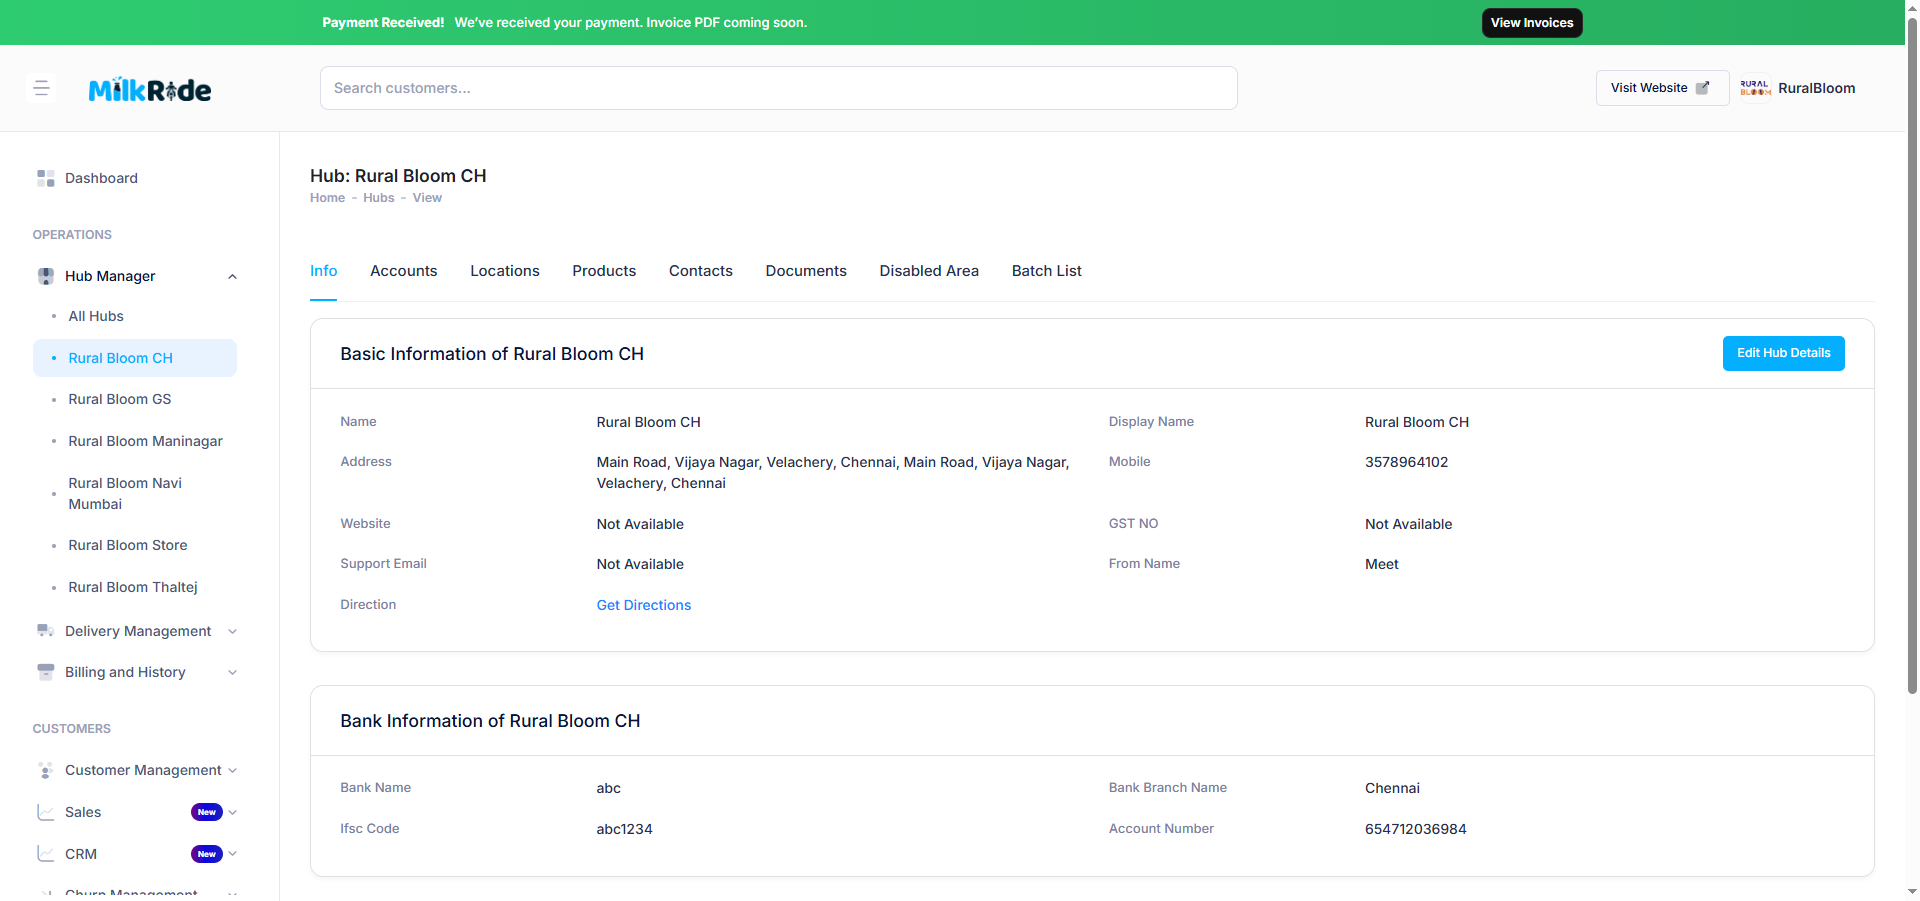 Payment Received! We've received your payment. Invoice PDF coming soon.
View Invoices
MilkRide
Search customers...
Visit Website
RURAL
BLOOM
RuralBloom
Dashboard
OPERATIONS
Hub Manager
All Hubs
Rural Bloom CH
Rural Bloom GS
Rural Bloom Maninagar
Rural Bloom Navi
Mumbai
Rural Bloom Store
Rural Bloom Thaltej
Delivery Management
Billing and History
CUSTOMERS
Customer Management
Sales New
CRM New
Churn Management
Hub: Rural Bloom CH
Home - Hubs - View
Info Accounts Locations Products Contacts Documents Disabled Area Batch List
Basic Information of Rural Bloom CH
Edit Hub Details
Name Rural Bloom CH Display Name Rural Bloom CH
Address Main Road, Vijaya Nagar, Velachery, Chennai, Main Road, Vijaya Nagar, Mobile 3578964102
Velachery, Chennai
Website Not Available GST NO Not Available
Support Email Not Available From Name Meet
Direction Get Directions
Bank Information of Rural Bloom CH
Bank Name abc Bank Branch Name Chennai
Ifsc Code abc1234 Account Number 654712036984